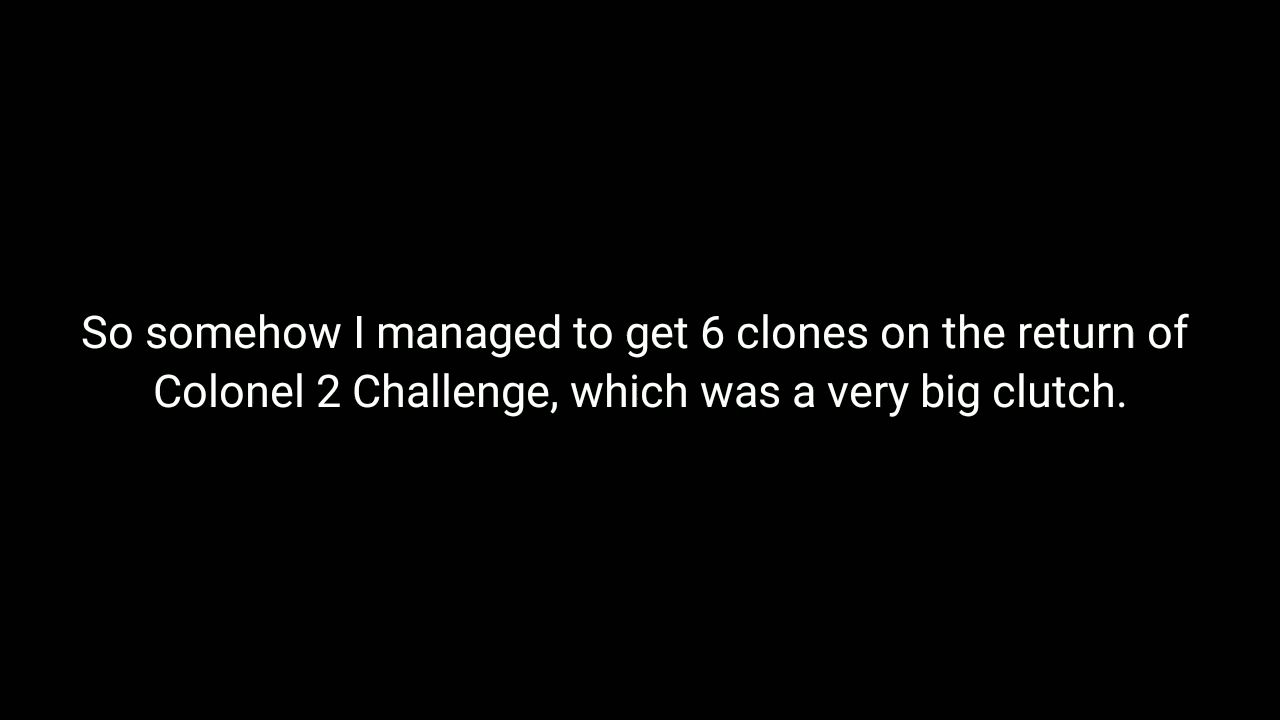 So somehow I managed to get 6 clones on the return of
Colonel 2 Challenge, which was a very big clutch.